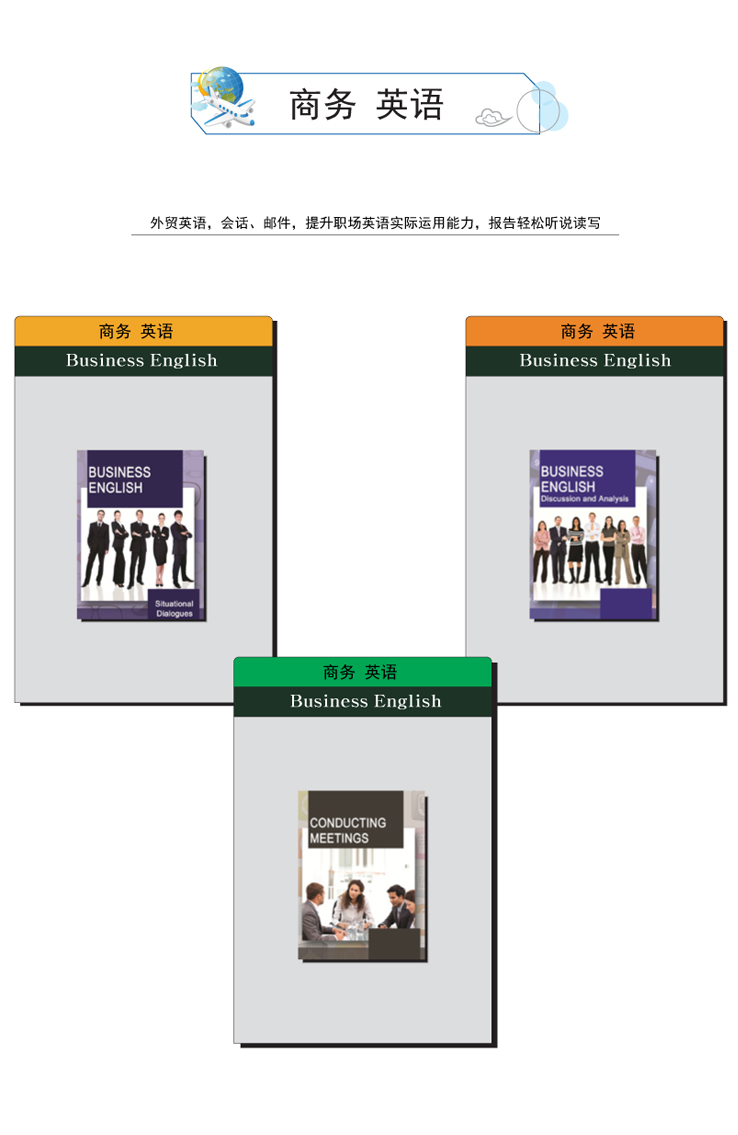 商务 英语
外贸英语，会话、邮件，提升职场英语实际运用能力，报告轻松听说读写
商务 英语
Business English
BUSINESS
ENGLISH
Situational
Dialogues
商务 英语
Business English
BUSINESS
ENGLISH
Discussion and Analysis
商务 英语
Business English
CONDUCTING
MEETINGS